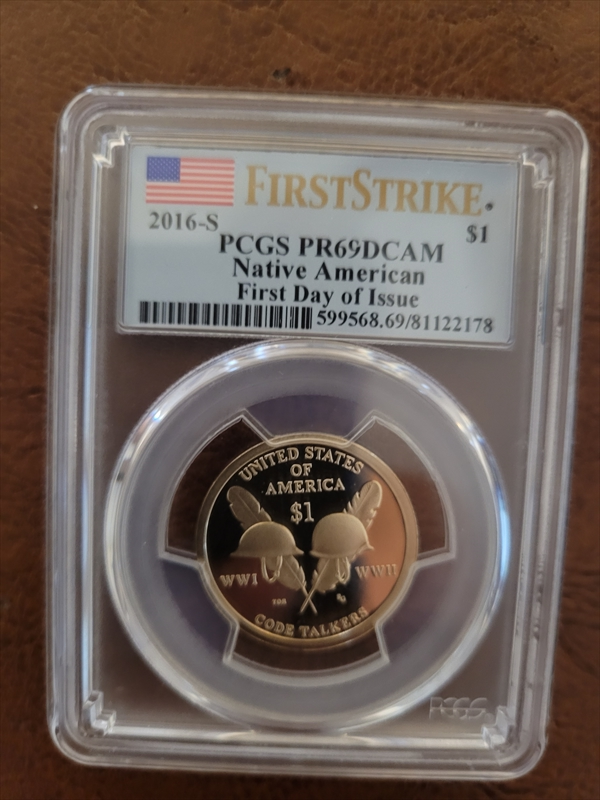 FIRSTSTRIKE®
2016-S $1
PCGS PR69DCAM
Native American
First Day of Issue
599568.69/81122178
UNITED STATES
OF
AMERICA
$1
WWI WWII
CODE TALKERS
PCGS